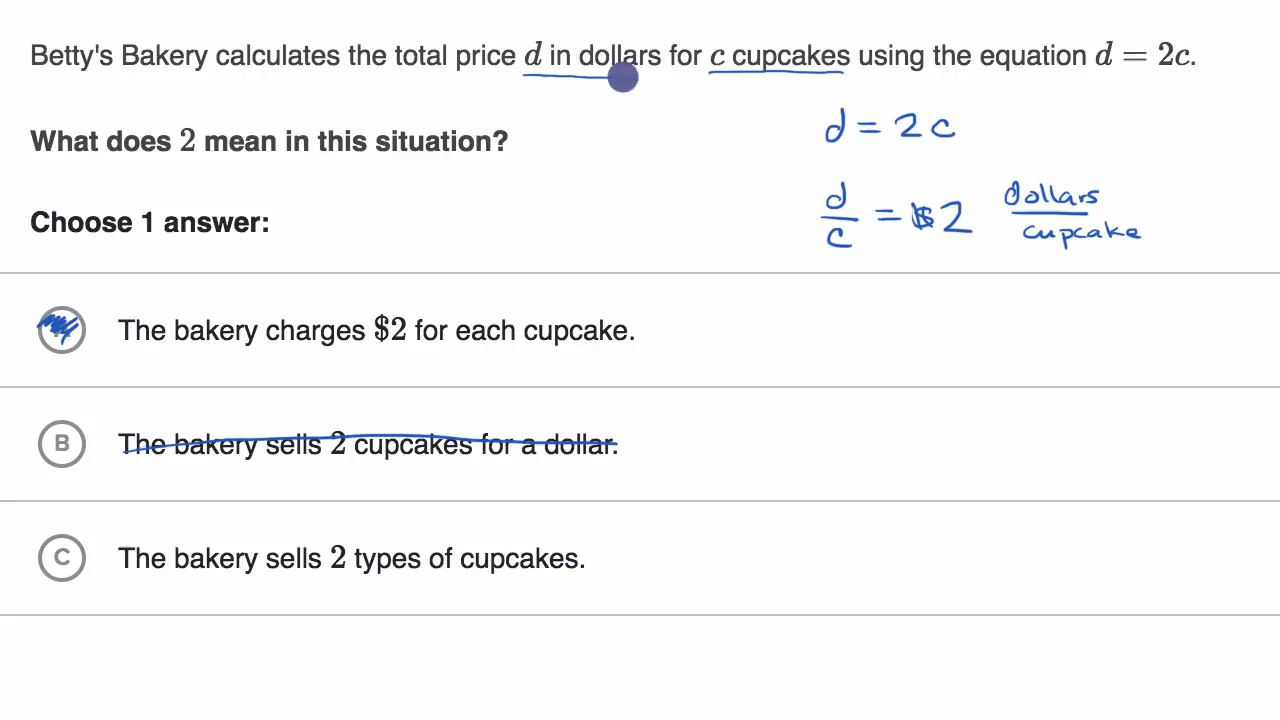 Betty's Bakery calculates the total price d in dollars for c cupcakes using the equation d = 2c.
What does 2 mean in this situation?
d = 2c
Choose 1 answer:
d/c = $2 dollars/cupcake
The bakery charges $2 for each cupcake.
B The bakery sells 2 cupcakes for a dollar.
C The bakery sells 2 types of cupcakes.